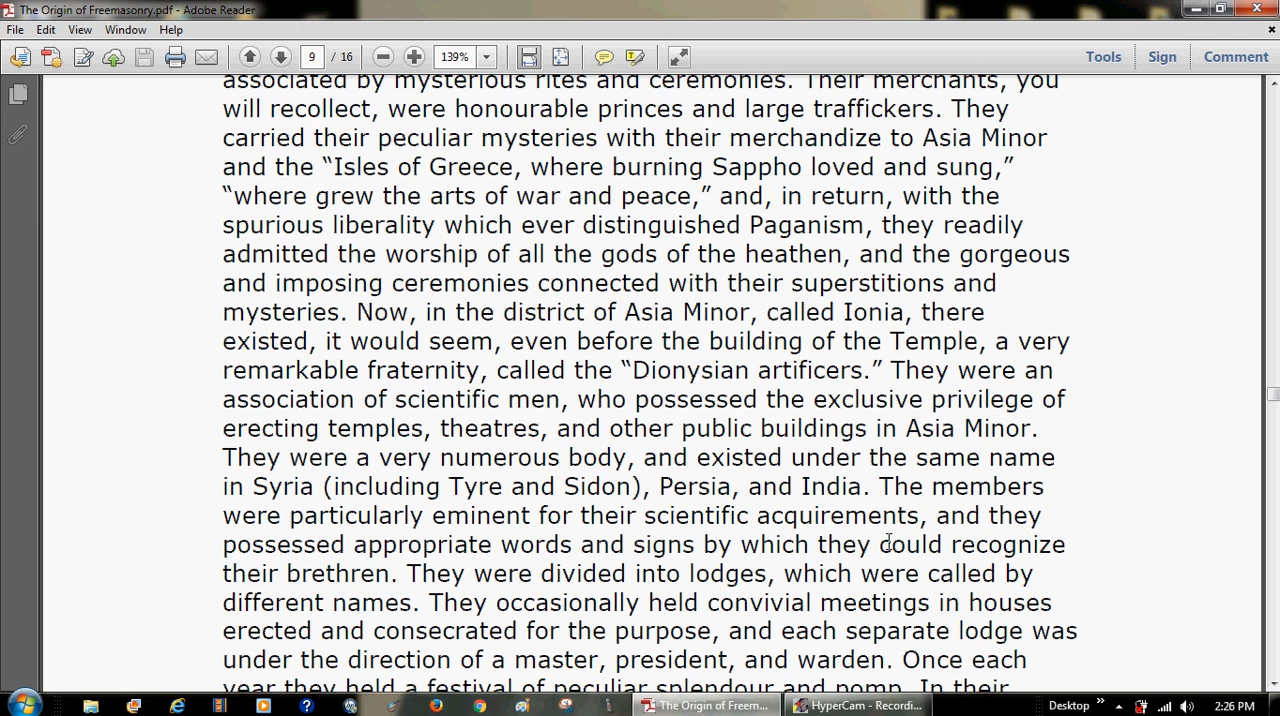 The Origin of Freemasonry.pdf - Adobe Reader
File Edit View Window Help
9 / 16 139% Tools Sign Comment
associated by mysterious rites and ceremonies. Their merchants, you
will recollect, were honourable princes and large traffickers. They
carried their peculiar mysteries with their merchandize to Asia Minor
and the “Isles of Greece, where burning Sappho loved and sung,”
“where grew the arts of war and peace,” and, in return, with the
spurious liberality which ever distinguished Paganism, they readily
admitted the worship of all the gods of the heathen, and the gorgeous
and imposing ceremonies connected with their superstitions and
mysteries. Now, in the district of Asia Minor, called Ionia, there
existed, it would seem, even before the building of the Temple, a very
remarkable fraternity, called the “Dionysian artificers.” They were an
association of scientific men, who possessed the exclusive privilege of
erecting temples, theatres, and other public buildings in Asia Minor.
They were a very numerous body, and existed under the same name
in Syria (including Tyre and Sidon), Persia, and India. The members
were particularly eminent for their scientific acquirements, and they
possessed appropriate words and signs by which they could recognize
their brethren. They were divided into lodges, which were called by
different names. They occasionally held convivial meetings in houses
erected and consecrated for the purpose, and each separate lodge was
under the direction of a master, president, and warden. Once each
year they held a festival of peculiar splendour and pomp. In their
The Origin of Freem... HyperCam - Recordi... Desktop 2:26 PM